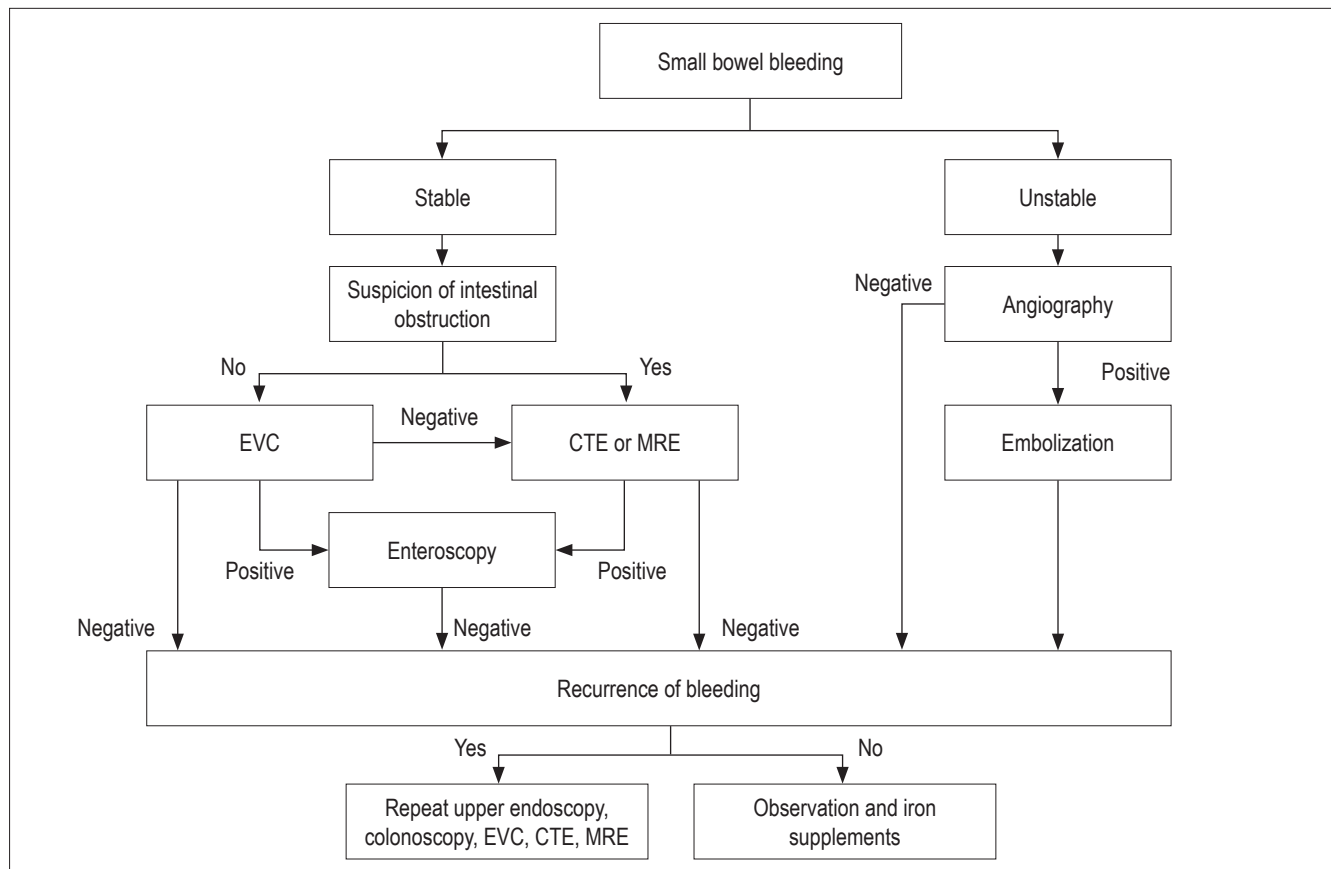 Small bowel bleeding
Stable
Unstable
Suspicion of intestinal
obstruction
Negative
Angiography
No
Yes
Positive
EVC
Negative
CTE or MRE
Embolization
Enteroscopy
Positive
Positive
Negative
Negative
Negative
Recurrence of bleeding
Yes
No
Repeat upper endoscopy,
colonoscopy, EVC, CTE, MRE
Observation and iron
supplements